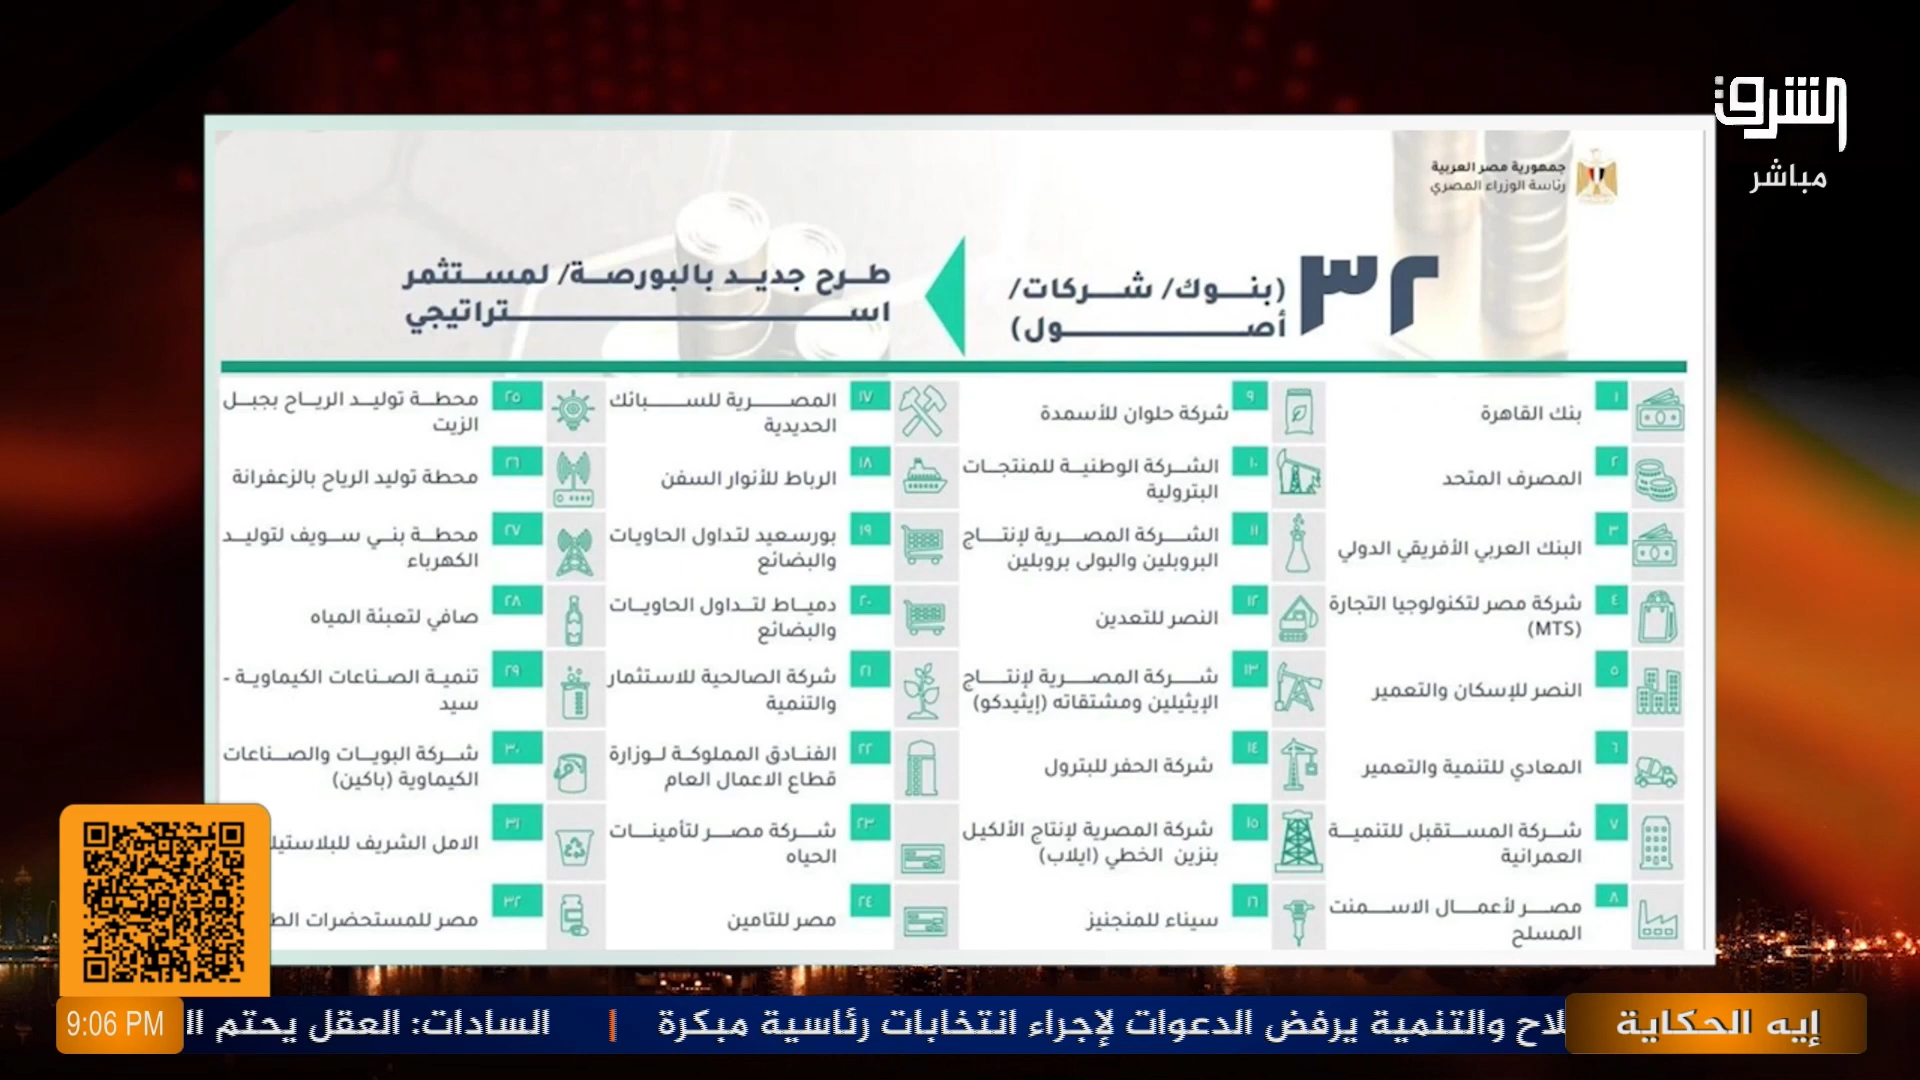 الشرق
مباشر
جمهورية مصر العربية
رئاسة الوزراء المصري
٣٢
(بنوك/ شركات/
أصول)
طرح جديد بالبورصة/ لمستثمر
استراتيجي
١ بنك القاهرة
٢ المصرف المتحد
٣ البنك العربي الأفريقي الدولي
٤ شركة مصر لتكنولوجيا التجارة
(MTS)
٥ النصر للإسكان والتعمير
٦ المعادي للتنمية والتعمير
٧ شركة المستقبل للتنمية
العمرانية
٨ مصر لأعمال الاسمنت
المسلح
٩ شركة حلوان للأسمدة
١٠ الشركة الوطنية للمنتجات
البترولية
١١ الشركة المصرية لإنتاج
البروبلين والبولى بروبلين
١٢ النصر للتعدين
١٣ شركة المصرية لإنتاج
الإيثيلين ومشتقاته (إيثيدكو)
١٤ شركة الحفر للبترول
١٥ شركة المصرية لإنتاج الألكيل
بنزين الخطي (ايلاب)
١٦ سيناء للمنجنيز
١٧ المصرية للسبائك
الحديدية
١٨ الرباط للأنوار السفن
١٩ بورسعيد لتداول الحاويات
والبضائع
٢٠ دمياط لتداول الحاويات
والبضائع
٢١ شركة الصالحية للاستثمار
والتنمية
٢٢ الفنادق المملوكة لوزارة
قطاع الاعمال العام
٢٣ شركة مصر لتأمينات
الحياه
٢٤ مصر للتامين
٢٥ محطة توليد الرياح بجبل
الزيت
٢٦ محطة توليد الرياح بالزعفرانة
٢٧ محطة بني سويف لتوليد
الكهرباء
٢٨ صافي لتعبئة المياه
٢٩ تنمية الصناعات الكيماوية -
سيد
٣٠ شركة البويات والصناعات
الكيماوية (باكين)
٣١ الامل الشريف للبلاستيك
٣٢ مصر للمستحضرات
إيه الحكاية
والتنمية يرفض الدعوات لإجراء انتخابات رئاسية مبكرة | السادات: العقل يحتم
9:06 PM